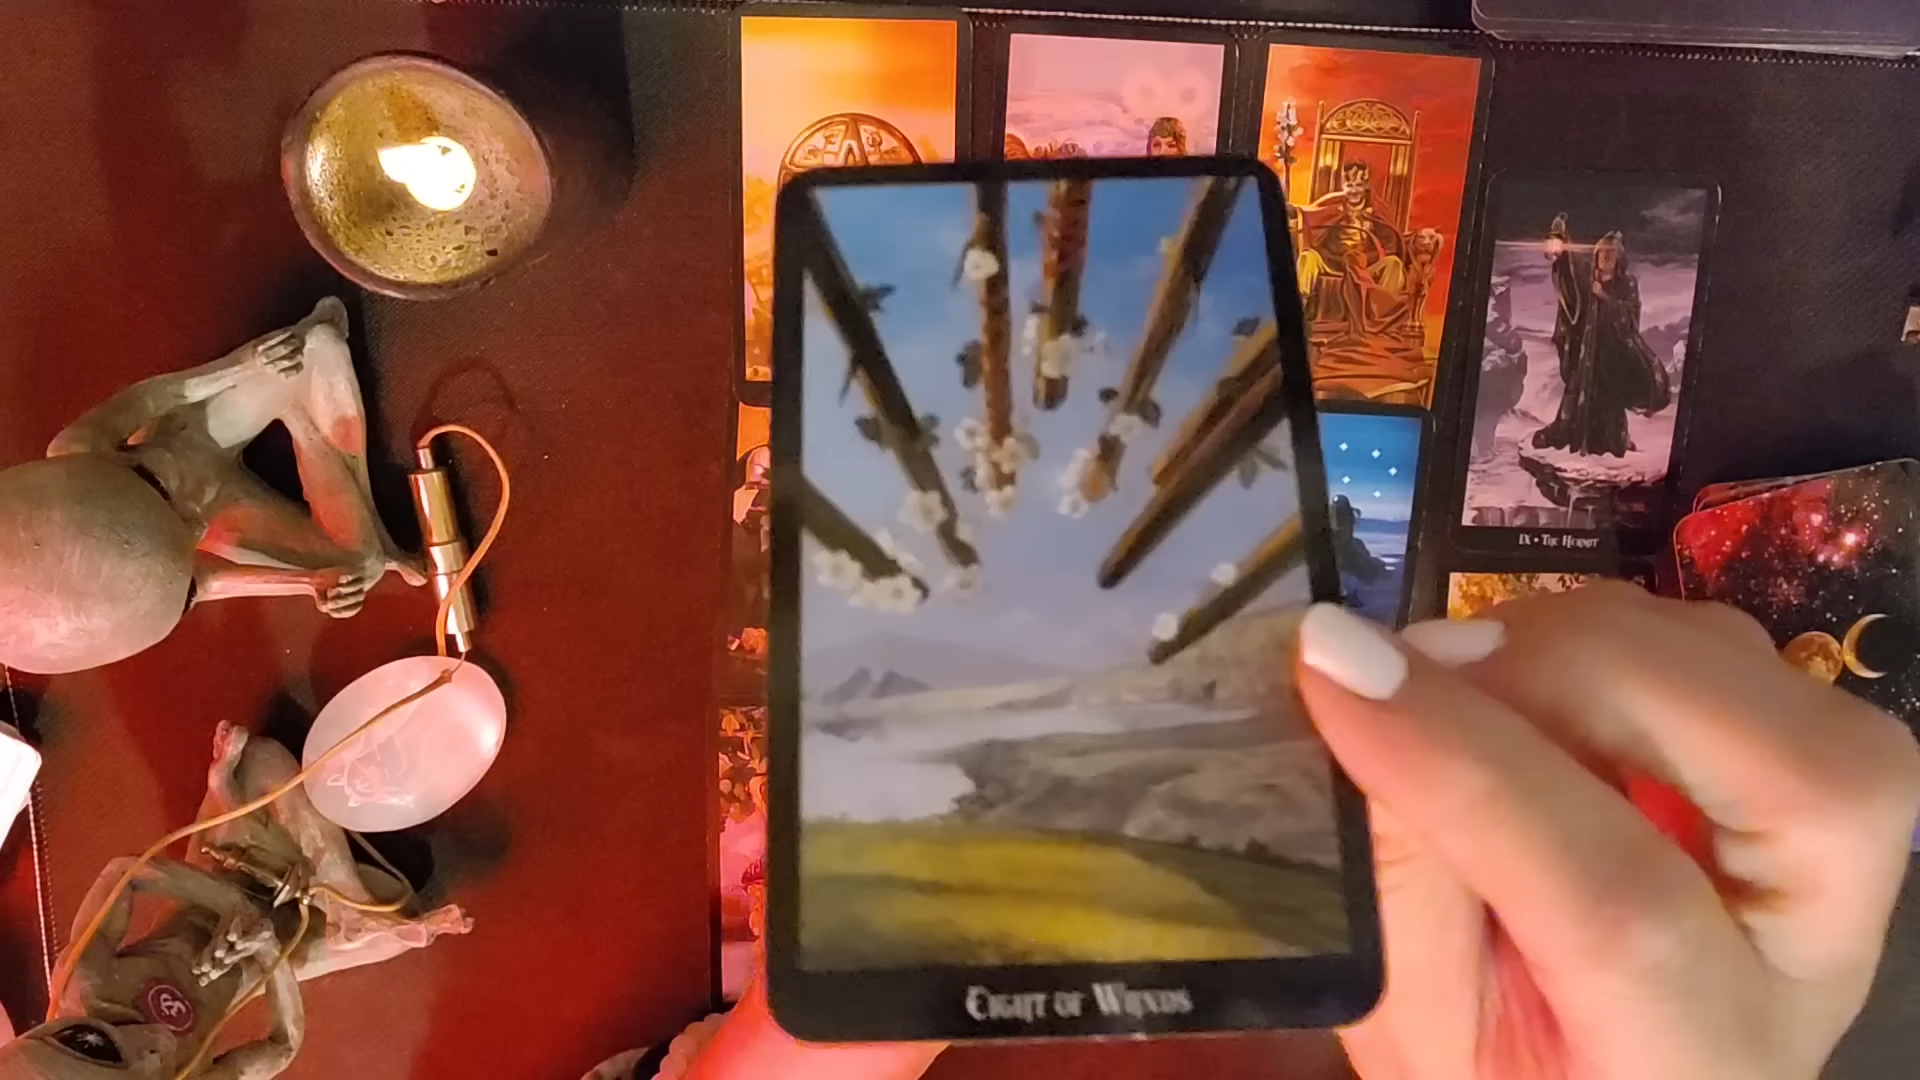 IX • The Hermit
Eight of Wands